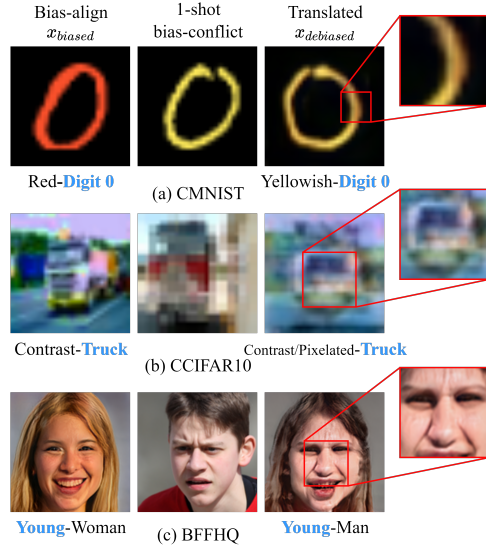 Bias-align 1-shot Translated
x_biased bias-conflict x_debiased
Red-Digit 0 Yellowish-Digit 0
(a) CMNIST
Contrast-Truck Contrast/Pixelated-Truck
(b) CCIFAR10
Young-Woman Young-Man
(c) BFFHQ